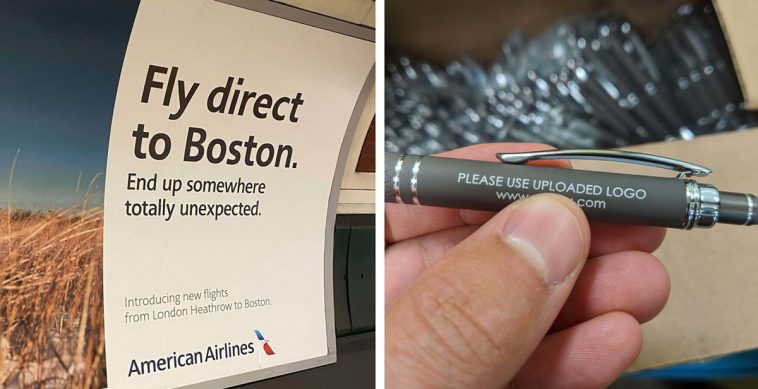 Fly direct
to Boston.
End up somewhere
totally unexpected.
Introducing new flights
from London Heathrow to Boston.
American Airlines
PLEASE USE UPLOADED LOGO